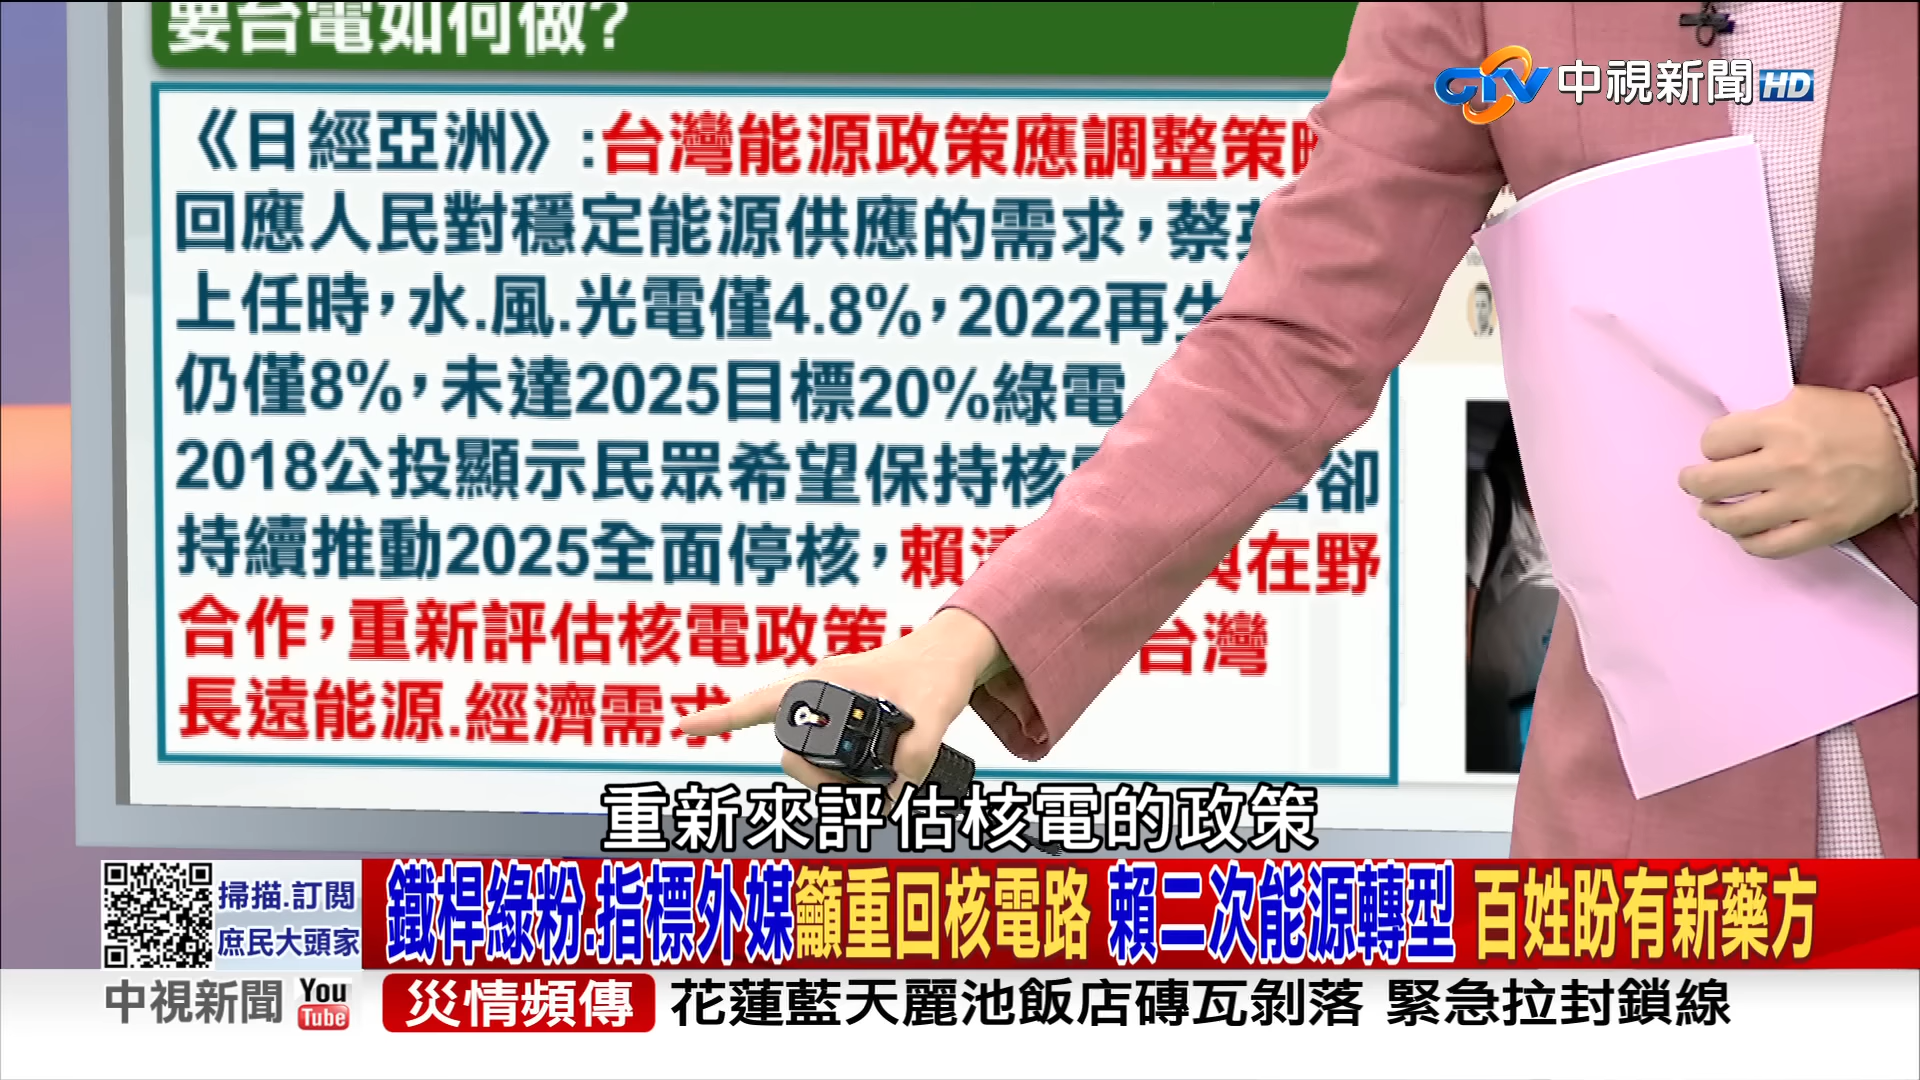 要台電如何做?
CTV中視新聞HD
《日經亞洲》:台灣能源政策應調整策略
回應人民對穩定能源供應的需求,蔡英
上任時,水.風.光電僅4.8%,2022再生
仍僅8%,未達2025目標20%綠電
2018公投顯示民眾希望保持核電 卻
持續推動2025全面停核,賴清 與在野
合作,重新評估核電政策, 台灣
長遠能源.經濟需求
重新來評估核電的政策
掃描.訂閱
庶民大頭家
鐵桿綠粉.指標外媒籲重回核電路 賴二次能源轉型 百姓盼有新藥方
中視新聞 YouTube
災情頻傳 花蓮藍天麗池飯店磚瓦剝落 緊急拉封鎖線